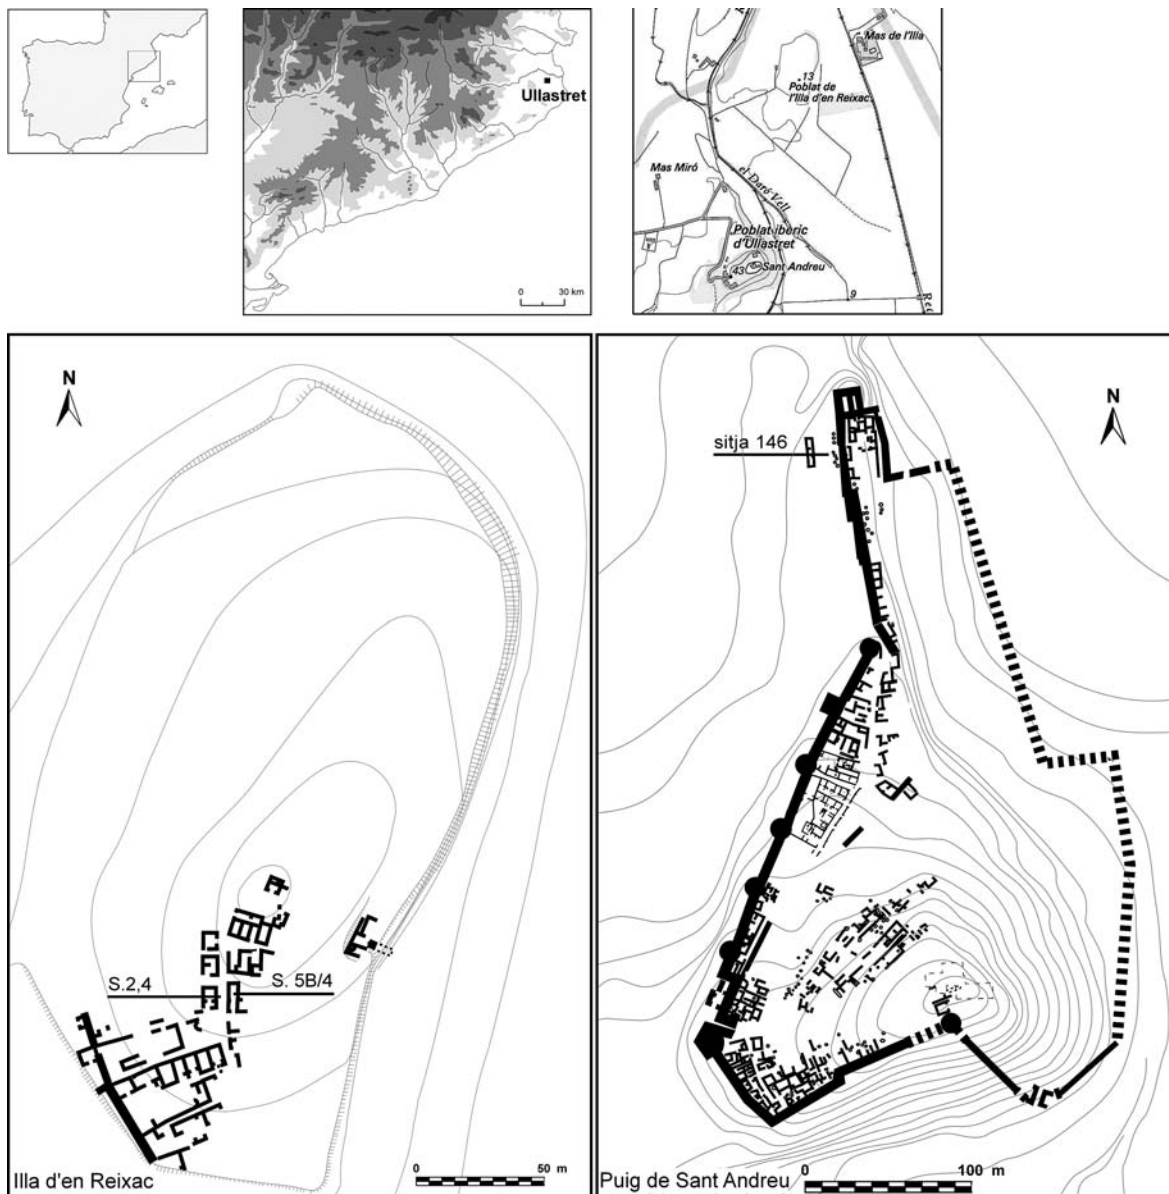 Ullastret
0 30 km
Mas de l'Illa
13
Poblat de
l'Illa d'en Reixac
Mas Miró
el Daró Vell
Poblat ibèric
d'Ullastret
Sant Andreu
43
9
Rec
N
S.2,4
S. 5B/4
Illa d'en Reixac
0 50 m
N
sitja 146
Puig de Sant Andreu
0 100 m